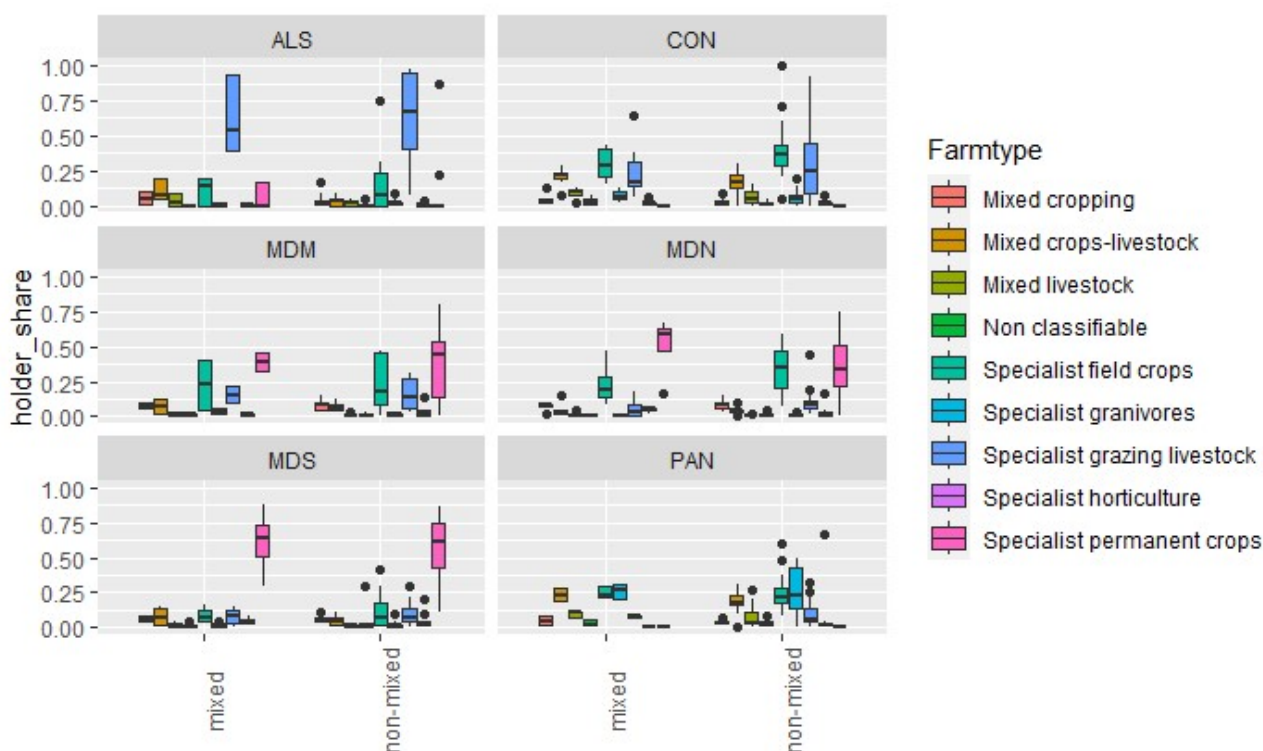 ALS CON
1.00
0.75
0.50
0.25
0.00
MDM MDN
1.00
0.75
0.50
0.25
0.00
MDS PAN
1.00
0.75
0.50
0.25
0.00
holder_share
mixed non-mixed mixed non-mixed
Farmtype
Mixed cropping
Mixed crops-livestock
Mixed livestock
Non classifiable
Specialist field crops
Specialist granivores
Specialist grazing livestock
Specialist horticulture
Specialist permanent crops